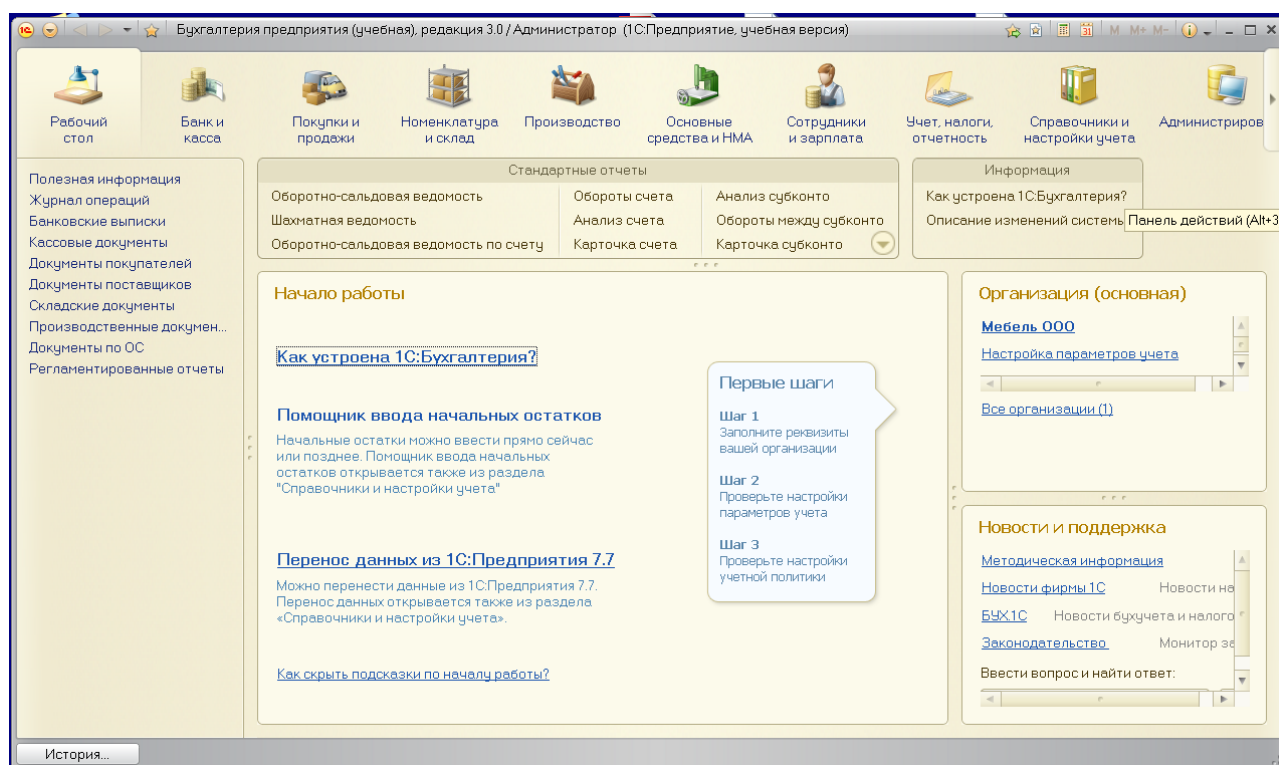 Бухгалтерия предприятия (учебная), редакция 3.0 / Администратор (1С:Предприятие, учебная версия)
M M+ M-
Рабочий стол
Банк и касса
Покупки и продажи
Номенклатура и склад
Производство
Основные средства и НМА
Сотрудники и зарплата
Учет, налоги, отчетность
Справочники и настройки учета
Администриров
Полезная информация
Журнал операций
Банковские выписки
Кассовые документы
Документы покупателей
Документы поставщиков
Складские документы
Производственные докумен...
Документы по ОС
Регламентированные отчеты
Стандартные отчеты
Оборотно-сальдовая ведомость
Шахматная ведомость
Оборотно-сальдовая ведомость по счету
Обороты счета
Анализ счета
Карточка счета
Анализ субконто
Обороты между субконто
Карточка субконто
Информация
Как устроена 1С:Бухгалтерия?
Описание изменений системы
Панель действий (Alt+3
Начало работы
Как устроена 1С:Бухгалтерия?
Помощник ввода начальных остатков
Начальные остатки можно ввести прямо сейчас
или позднее. Помощник ввода начальных
остатков открывается также из раздела
"Справочники и настройки учета"
Перенос данных из 1С:Предприятия 7.7
Можно перенести данные из 1С:Предприятия 7.7.
Перенос данных открывается также из раздела
«Справочники и настройки учета».
Как скрыть подсказки по началу работы?
Первые шаги
Шаг 1
Заполните реквизиты
вашей организации
Шаг 2
Проверьте настройки
параметров учета
Шаг 3
Проверьте настройки
учетной политики
Организация (основная)
Мебель ООО
Настройка параметров учета
Все организации (1)
Новости и поддержка
Методическая информация
Новости фирмы 1С Новости на
БУХ.1С Новости бухучета и налого
Законодательство Монитор за
Ввести вопрос и найти ответ:
История...